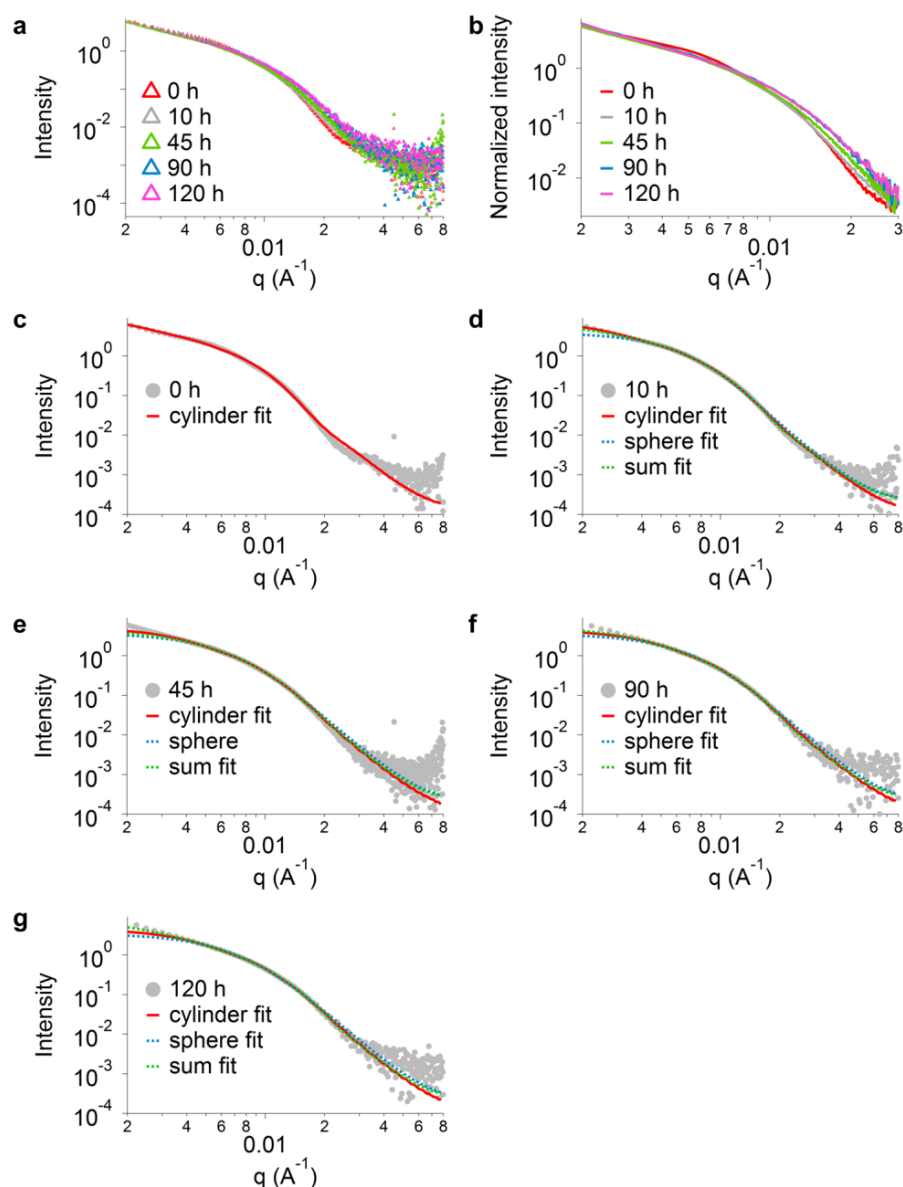 a
Intensity
10^0
10^-2
10^-4
0 h
10 h
45 h
90 h
120 h
2 4 6 8 2 4 6 8
0.01
q (A^-1)
b
Normalized intensity
10^0
10^-1
10^-2
0 h
10 h
45 h
90 h
120 h
2 3 4 5 6 7 8 2 3
0.01
q (A^-1)
c
Intensity
10^0
10^-1
10^-2
10^-3
10^-4
0 h
cylinder fit
2 4 6 8 2 4 6 8
0.01
q (A^-1)
d
Intensity
10^0
10^-1
10^-2
10^-3
10^-4
10 h
cylinder fit
sphere fit
sum fit
2 4 6 8 2 4 6 8
0.01
q (A^-1)
e
Intensity
10^0
10^-1
10^-2
10^-3
10^-4
45 h
cylinder fit
sphere
sum fit
2 4 6 8 2 4 6 8
0.01
q (A^-1)
f
Intensity
10^0
10^-1
10^-2
10^-3
10^-4
90 h
cylinder fit
sphere fit
sum fit
2 4 6 8 2 4 6 8
0.01
q (A^-1)
g
Intensity
10^0
10^-1
10^-2
10^-3
10^-4
120 h
cylinder fit
sphere fit
sum fit
2 4 6 8 2 4 6 8
0.01
q (A^-1)